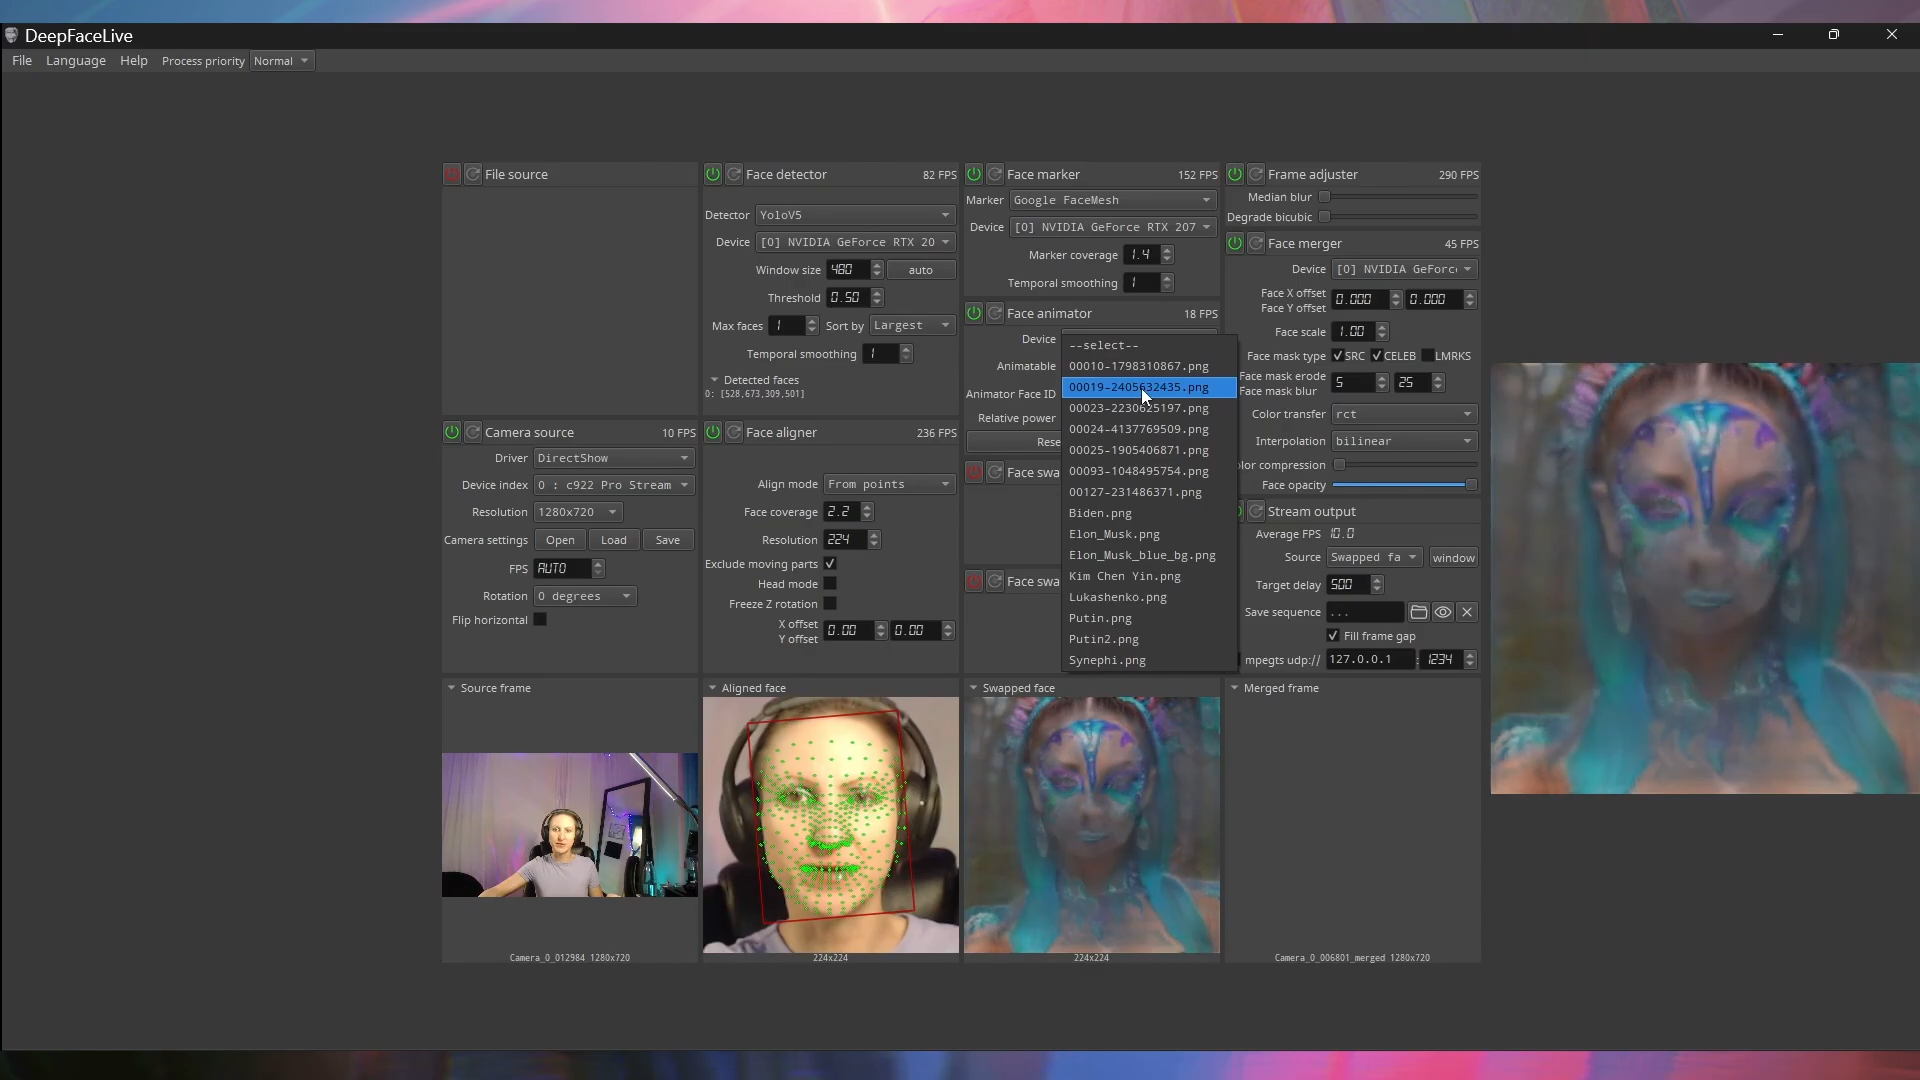 DeepFaceLive
File Language Help Process priority Normal
File source
Face detector 82 FPS
Detector YoloV5
Device [0] NVIDIA GeForce RTX 20
Window size 480 auto
Threshold 0.50
Max faces 1 Sort by Largest
Temporal smoothing 1
Detected faces
0: [528,673,309,501]
Face marker 152 FPS
Marker Google FaceMesh
Device [0] NVIDIA GeForce RTX 207
Marker coverage 1.4
Temporal smoothing 1
Face animator 18 FPS
Device
Animatable
Animator Face ID
Relative power
Rese
--select--
00010-1798310867.png
00019-2405632435.png
00023-2230625197.png
00024-4137769509.png
00025-1905406871.png
00093-1048495754.png
00127-231486371.png
Biden.png
Elon_Musk.png
Elon_Musk_blue_bg.png
Kim Chen Yin.png
Lukashenko.png
Putin.png
Putin2.png
Synephi.png
Face swa
Face swa
Frame adjuster 290 FPS
Median blur
Degrade bicubic
Face merger 45 FPS
Device [0] NVIDIA GeForc
Face X offset 0.000 0.000
Face Y offset
Face scale 1.00
Face mask type SRC CELEB LMRKS
Face mask erode 5 25
Face mask blur
Color transfer rct
Interpolation bilinear
lor compression
Face opacity
Camera source 10 FPS
Driver DirectShow
Device index 0 : c922 Pro Stream
Resolution 1280x720
Camera settings Open Load Save
FPS AUTO
Rotation 0 degrees
Flip horizontal
Face aligner 236 FPS
Align mode From points
Face coverage 2.2
Resolution 224
Exclude moving parts
Head mode
Freeze Z rotation
X offset 0.00 0.00
Y offset
Stream output
Average FPS 10.0
Source Swapped fa window
Target delay 500
Save sequence ...
Fill frame gap
mpegts udp:// 127.0.0.1 : 1234
Source frame
Camera_0_012984 1280x720
Aligned face
224x224
Swapped face
224x224
Merged frame
Camera_0_006801_merged 1280x720